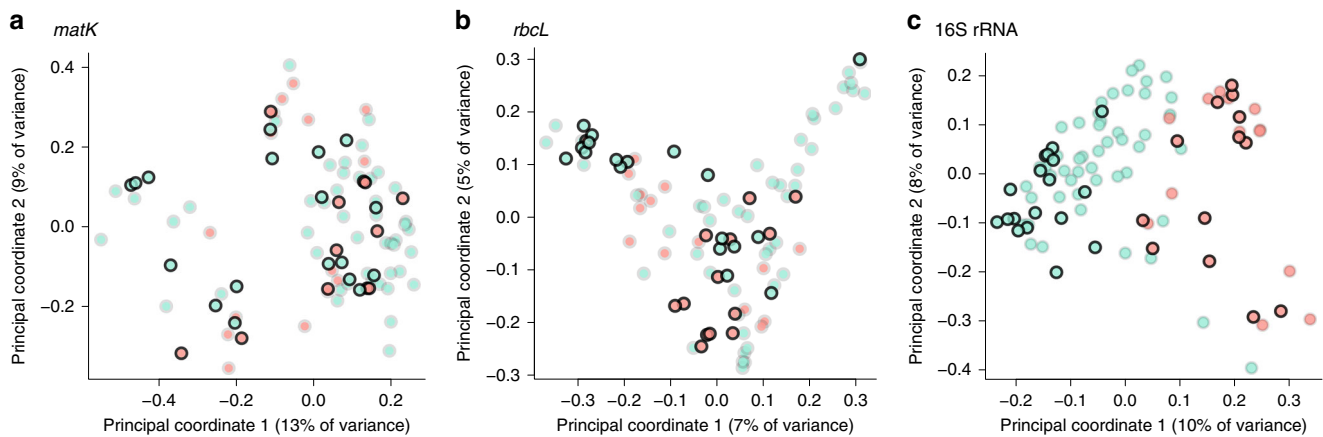 a
matK
Principal coordinate 2 (9% of variance)
0.4
0.2
0.0
−0.2
−0.4
−0.2
0.0
0.2
Principal coordinate 1 (13% of variance)
b
rbcL
Principal coordinate 2 (5% of variance)
0.3
0.2
0.1
0.0
−0.1
−0.2
−0.3
−0.3
−0.2
−0.1
0.0
0.1
0.2
0.3
Principal coordinate 1 (7% of variance)
c
16S rRNA
Principal coordinate 2 (8% of variance)
0.2
0.1
0.0
−0.1
−0.2
−0.3
−0.4
−0.2
−0.1
0.0
0.1
0.2
0.3
Principal coordinate 1 (10% of variance)